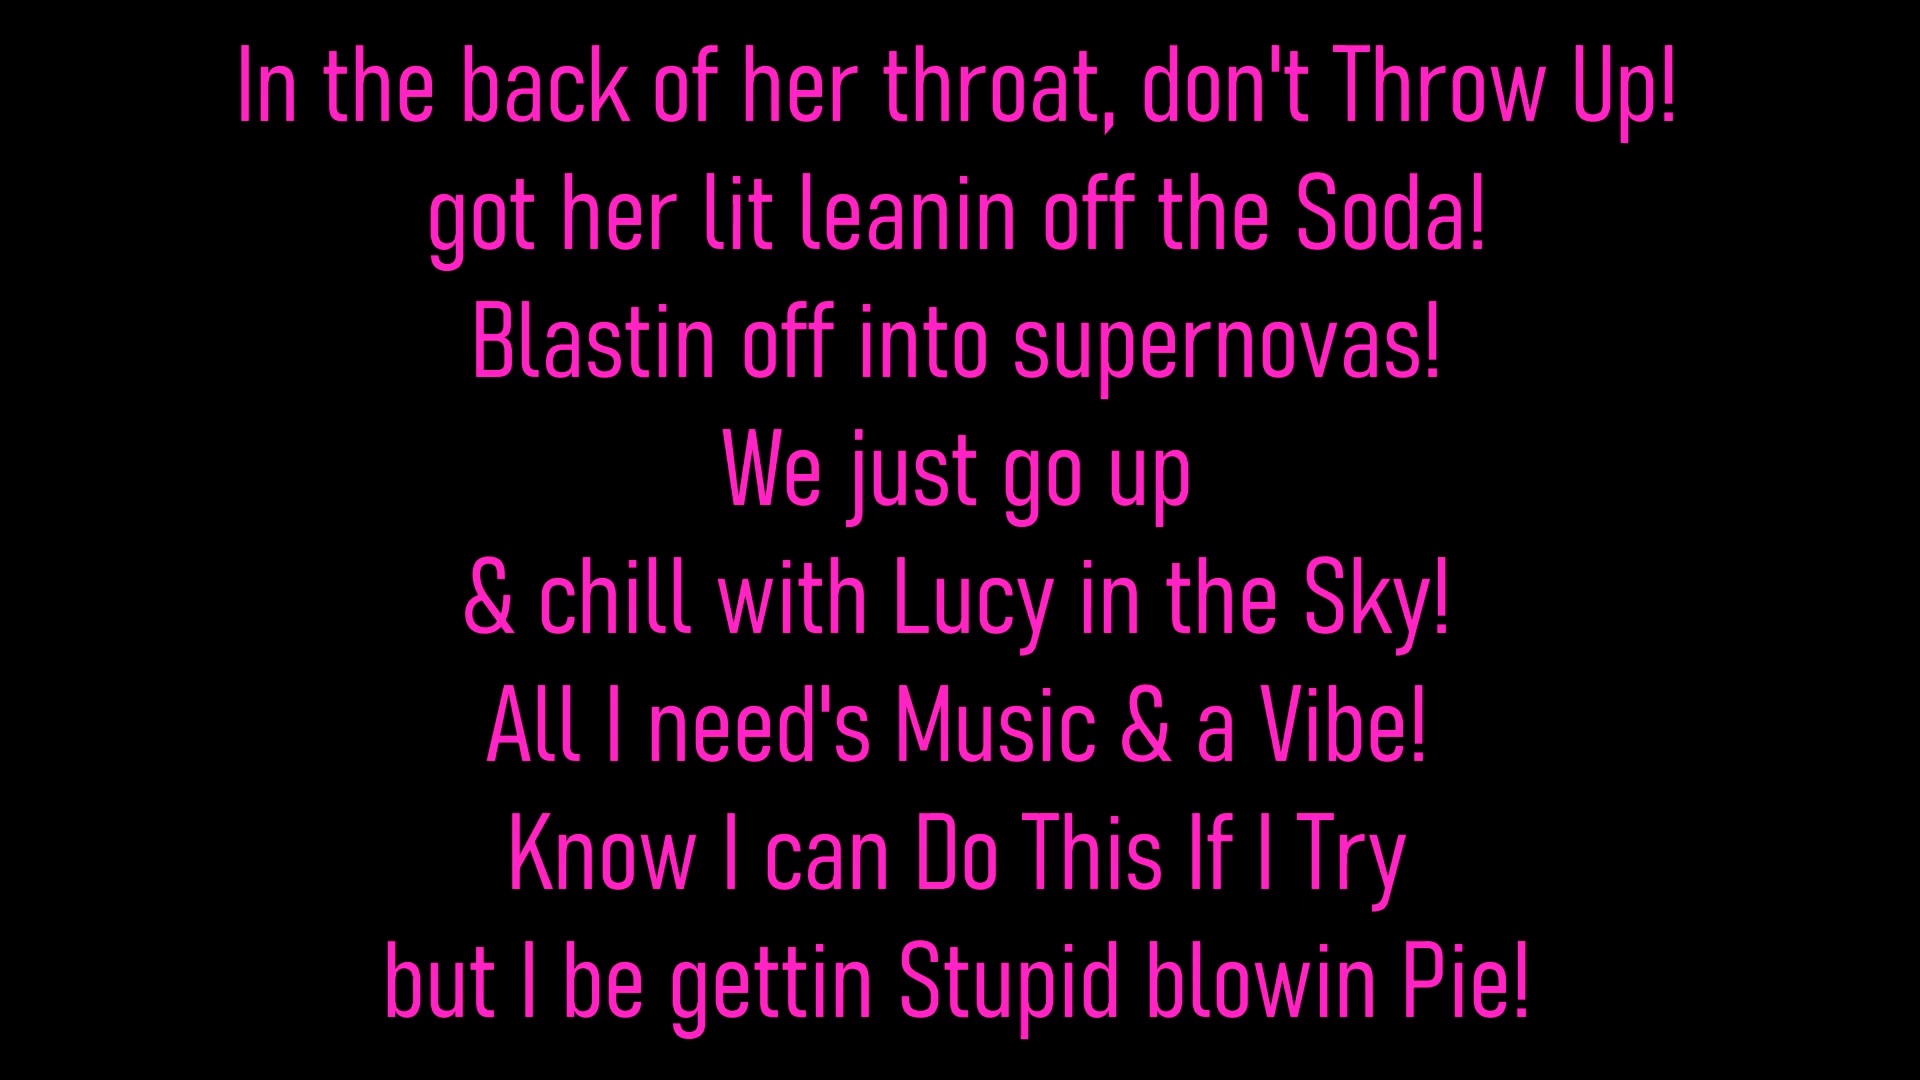 In the back of her throat, don't Throw Up!
got her lit leanin off the Soda!
Blastin off into supernovas!
We just go up
& chill with Lucy in the Sky!
All I need's Music & a Vibe!
Know I can Do This If I Try
but I be gettin Stupid blowin Pie!